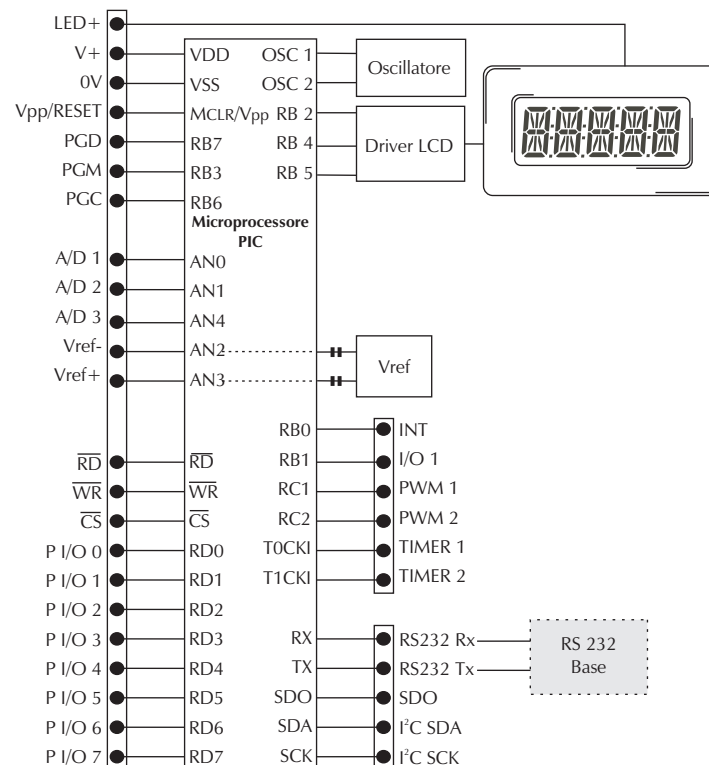 LED+
V+ VDD OSC 1 Oscillatore
0V VSS OSC 2
Vpp/RESET MCLR/Vpp RB 2
PGD RB7 RB 4 Driver LCD
PGM RB3 RB 5
PGC RB6
Microprocessore
PIC
A/D 1 AN0
A/D 2 AN1
A/D 3 AN4
Vref- AN2
Vref+ AN3 Vref
RB0 INT
RD RD RB1 I/O 1
WR WR RC1 PWM 1
CS CS RC2 PWM 2
P I/O 0 RD0 T0CKI TIMER 1
P I/O 1 RD1 T1CKI TIMER 2
P I/O 2 RD2
P I/O 3 RD3 RX RS232 Rx RS 232
P I/O 4 RD4 TX RS232 Tx Base
P I/O 5 RD5 SDO SDO
P I/O 6 RD6 SDA I²C SDA
P I/O 7 RD7 SCK I²C SCK